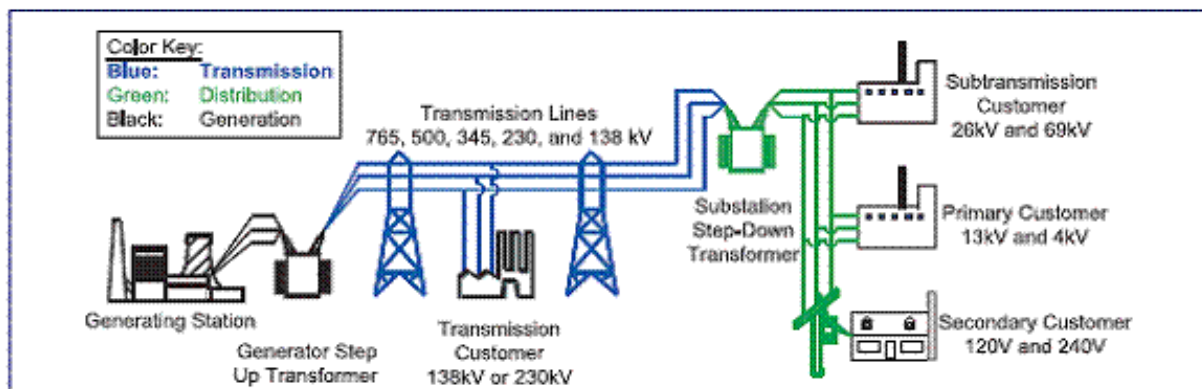 Color Key:
Blue: Transmission
Green: Distribution
Black: Generation
Transmission Lines
765, 500, 345, 230, and 138 kV
Subtransmission
Customer
26kV and 69kV
Substation
Step-Down
Transformer
Primary Customer
13kV and 4kV
Generating Station
Generator Step
Up Transformer
Transmission
Customer
138kV or 230kV
Secondary Customer
120V and 240V